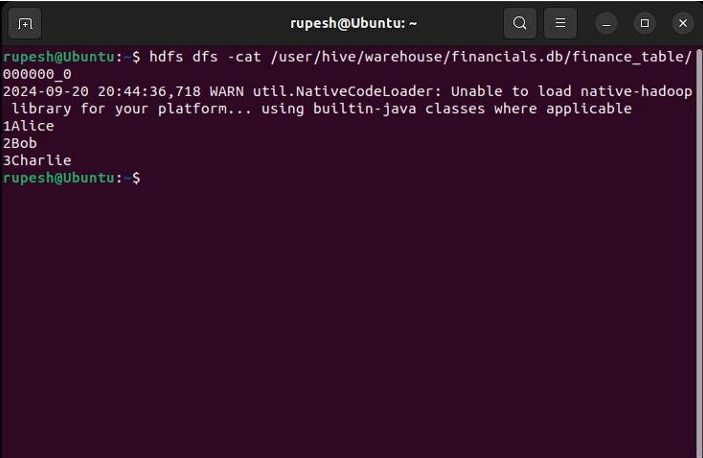 rupesh@Ubuntu: ~
rupesh@Ubuntu:~$ hdfs dfs -cat /user/hive/warehouse/financials.db/finance_table/
000000_0
2024-09-20 20:44:36,718 WARN util.NativeCodeLoader: Unable to load native-hadoop
 library for your platform... using builtin-java classes where applicable
1Alice
2Bob
3Charlie
rupesh@Ubuntu:~$